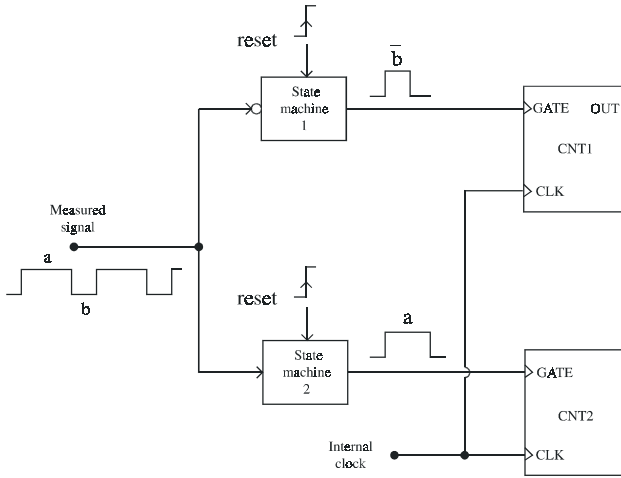 reset
b
State
machine
1
GATE OUT
CNT1
CLK
Measured
signal
a
b
reset
a
State
machine
2
GATE
CNT2
Internal
clock
CLK